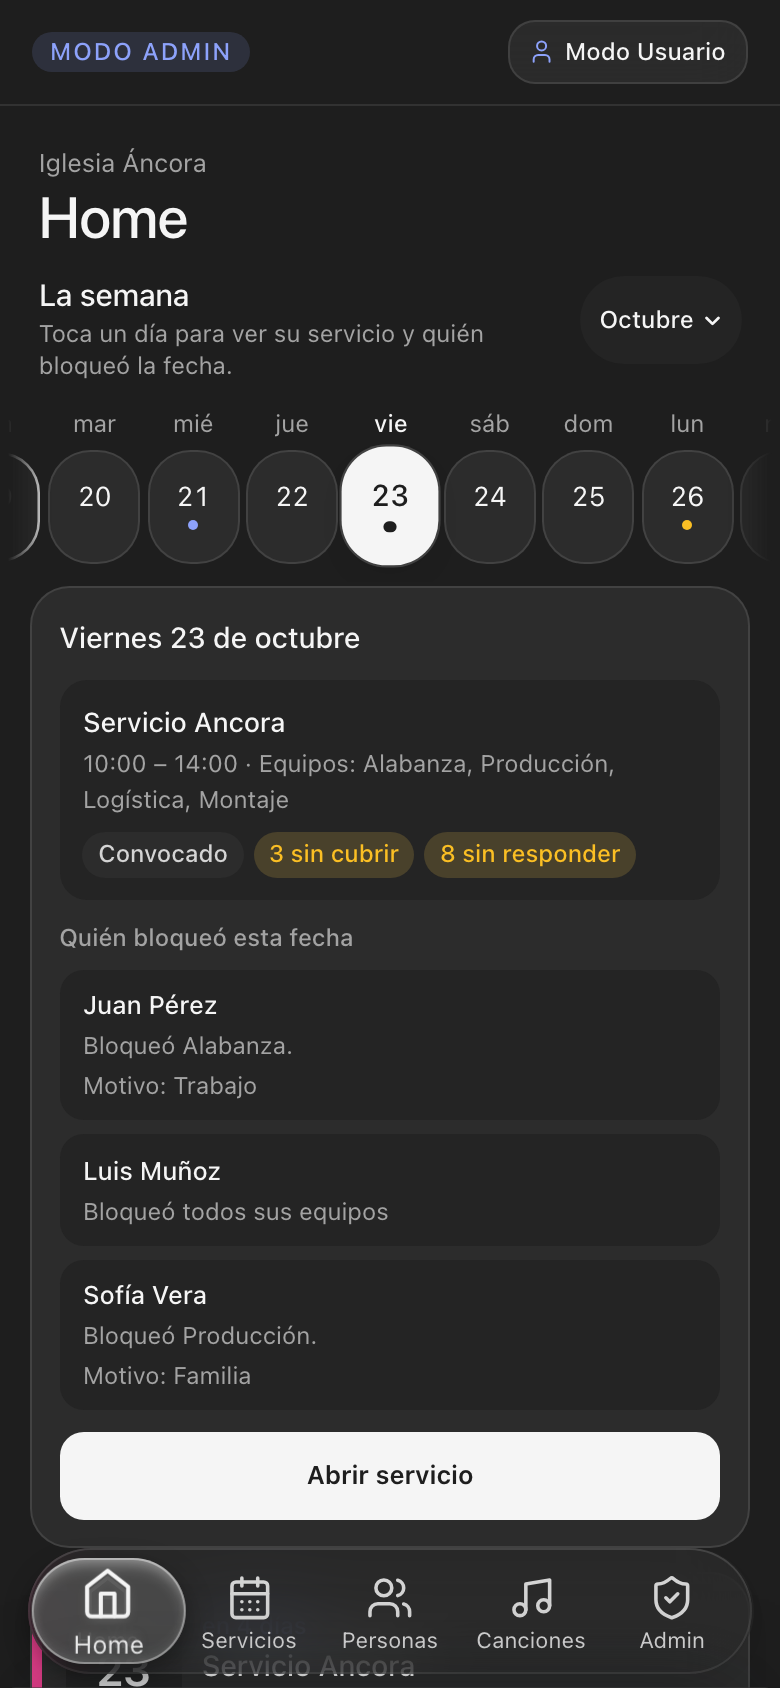 MODO ADMIN
Modo Usuario
Iglesia Áncora
Home
La semana
Toca un día para ver su servicio y quién
bloqueó la fecha.
Octubre
mar mié jue vie sáb dom lun
20 21 22 23 24 25 26
Viernes 23 de octubre
Servicio Ancora
10:00 – 14:00 · Equipos: Alabanza, Producción,
Logística, Montaje
Convocado 3 sin cubrir 8 sin responder
Quién bloqueó esta fecha
Juan Pérez
Bloqueó Alabanza.
Motivo: Trabajo
Luis Muñoz
Bloqueó todos sus equipos
Sofía Vera
Bloqueó Producción.
Motivo: Familia
Abrir servicio
Home Servicios Personas Canciones Admin
23 Servicio Ancora